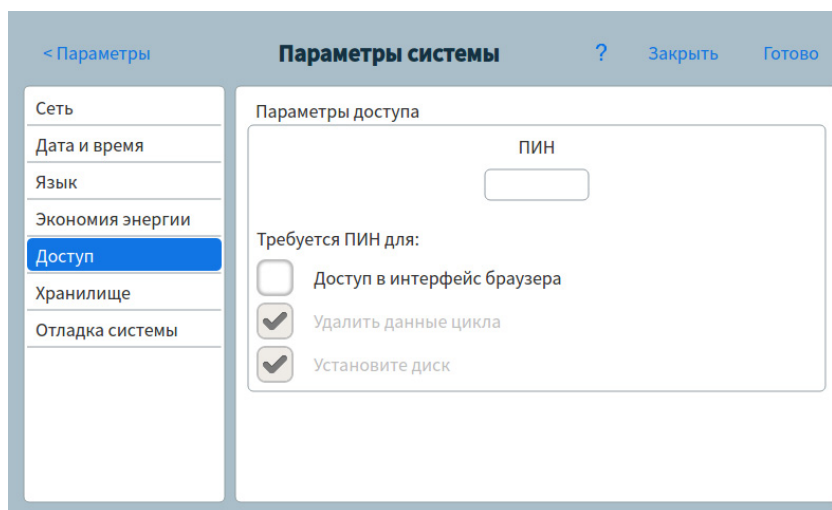 < Параметры
Параметры системы
?
Закрыть
Готово
Сеть
Дата и время
Язык
Экономия энергии
Доступ
Хранилище
Отладка системы
Параметры доступа
ПИН
Требуется ПИН для:
Доступ в интерфейс браузера
Удалить данные цикла
Установите диск